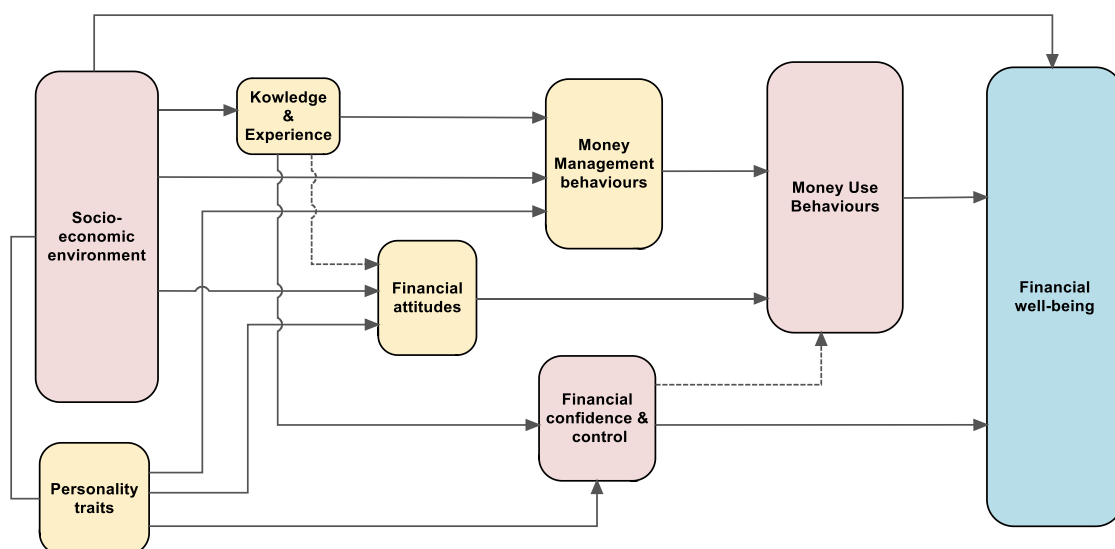 Kowledge
&
Experience
Money
Management
behaviours
Money Use
Behaviours
Socio-
economic
environment
Financial
attitudes
Financial
well-being
Financial
confidence &
control
Personality
traits